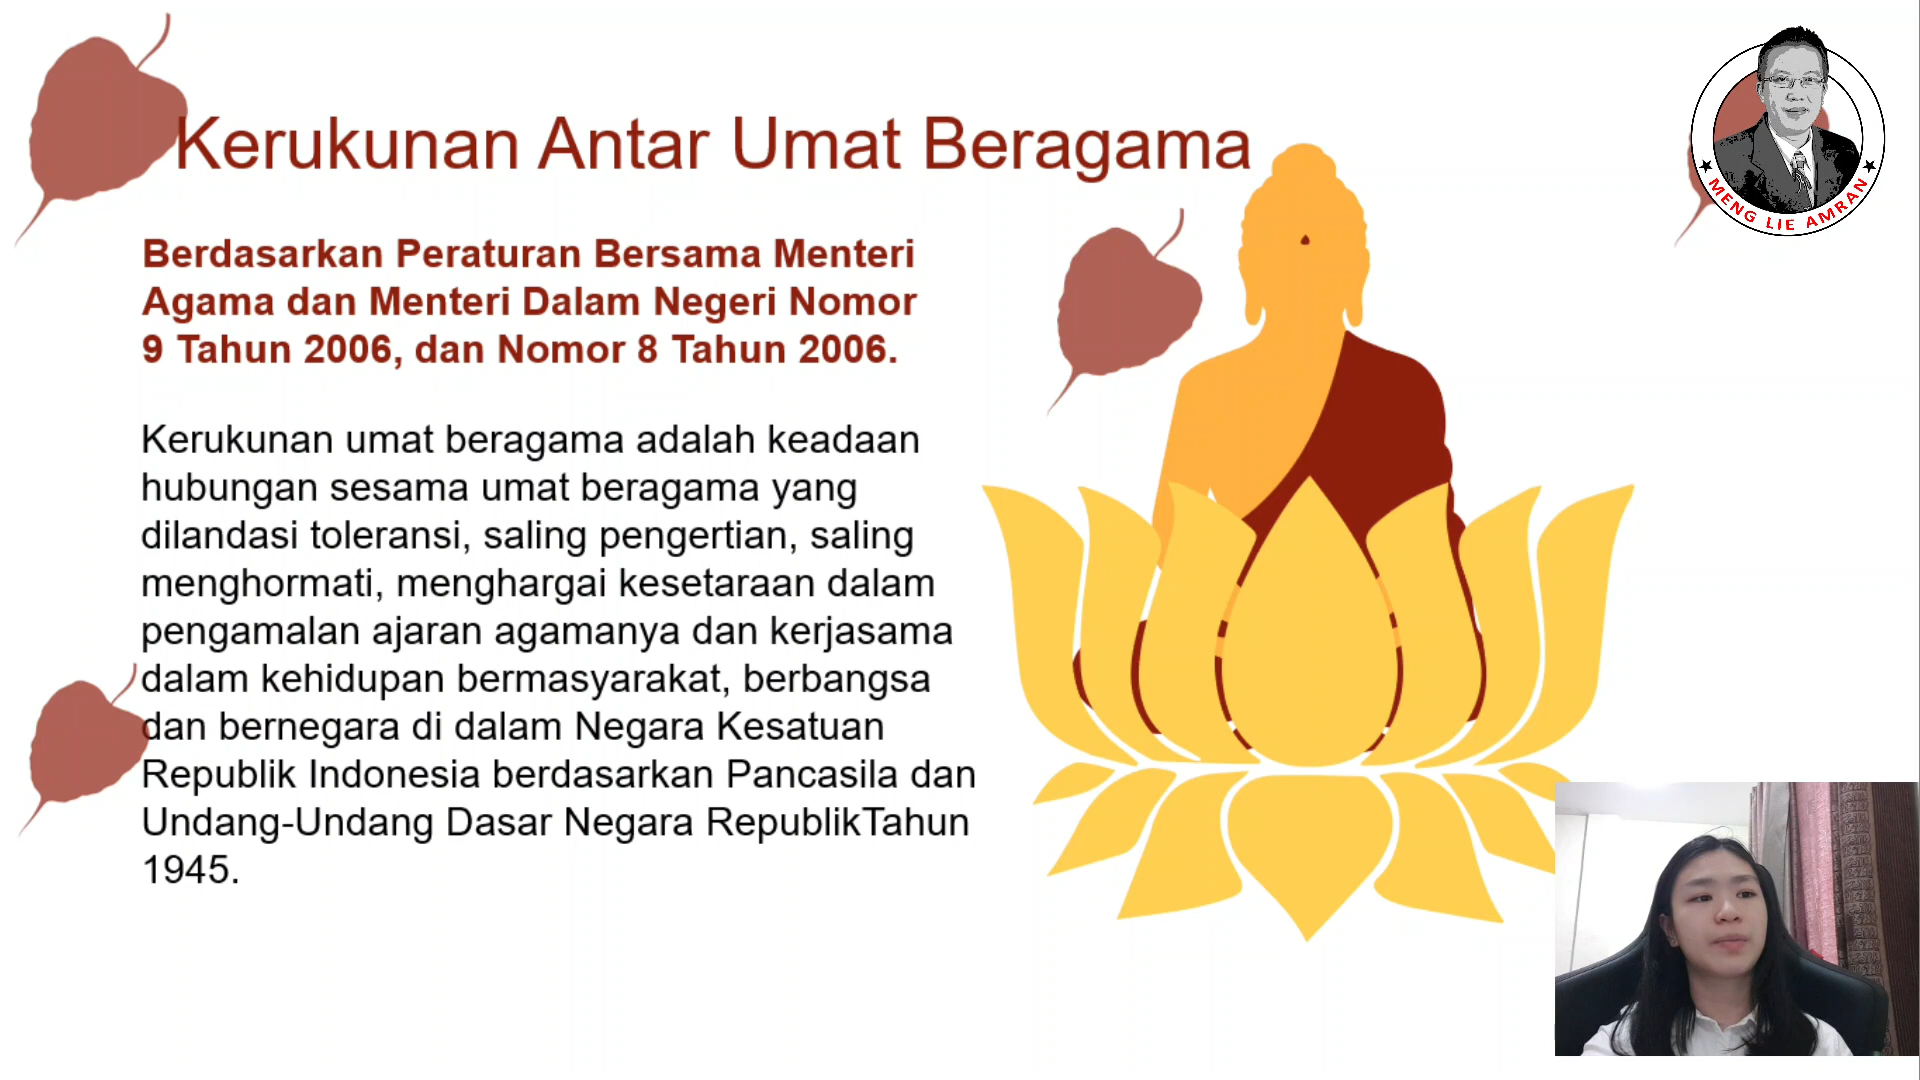 Kerukunan Antar Umat Beragama
Berdasarkan Peraturan Bersama Menteri
Agama dan Menteri Dalam Negeri Nomor
9 Tahun 2006, dan Nomor 8 Tahun 2006.
Kerukunan umat beragama adalah keadaan
hubungan sesama umat beragama yang
dilandasi toleransi, saling pengertian, saling
menghormati, menghargai kesetaraan dalam
pengamalan ajaran agamanya dan kerjasama
dalam kehidupan bermasyarakat, berbangsa
dan bernegara di dalam Negara Kesatuan
Republik Indonesia berdasarkan Pancasila dan
Undang-Undang Dasar Negara RepublikTahun
1945.
MENG LIE AMRAN